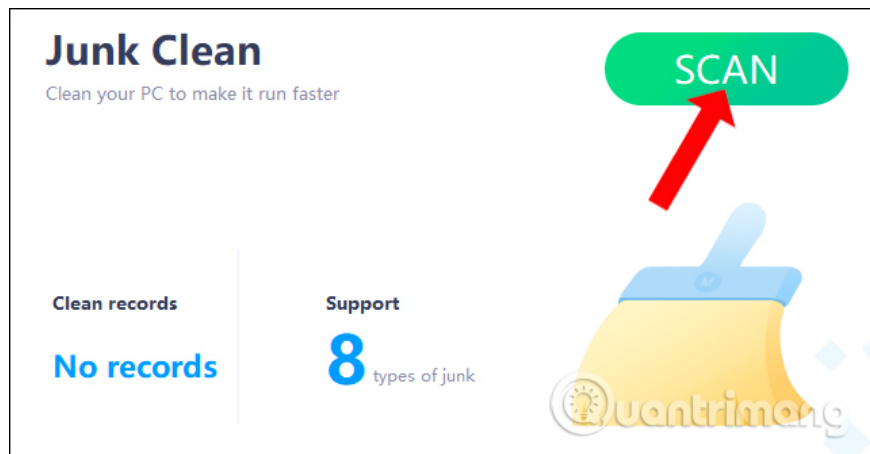 Junk Clean
SCAN
Clean your PC to make it run faster
Clean records
Support
No records
8 types of junk
M
Quantrimang